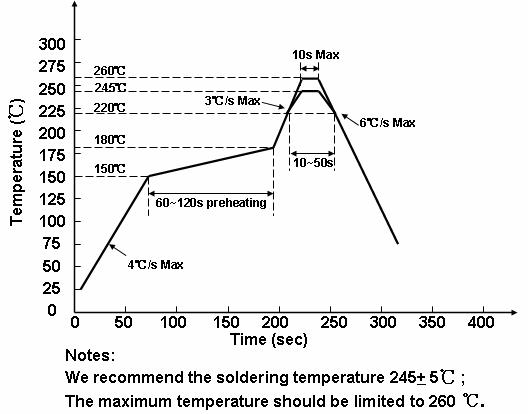 300
275
250
225
200
175
150
125
100
75
50
25
0
Temperature (℃)
260℃
245℃
220℃
180℃
150℃
10s Max
3℃/s Max
6℃/s Max
10~50s
60~120s preheating
4℃/s Max
0 50 100 150 200 250 300 350 400
Time (sec)
Notes:
We recommend the soldering temperature 245± 5℃ ;
The maximum temperature should be limited to 260 ℃.